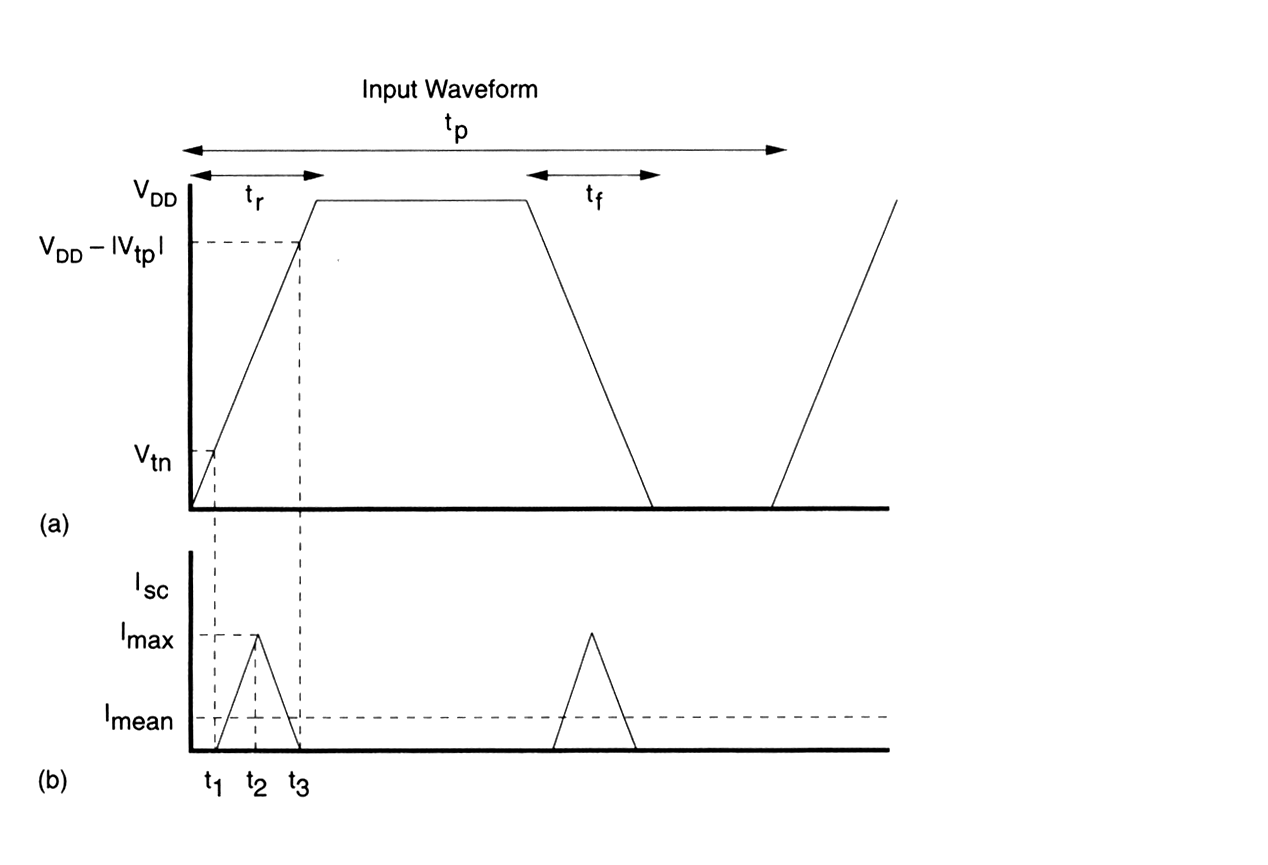 Input Waveform
tp
VDD
tr
tf
VDD – |Vtp|
Vtn
(a)
Isc
Imax
Imean
(b)
t1 t2 t3